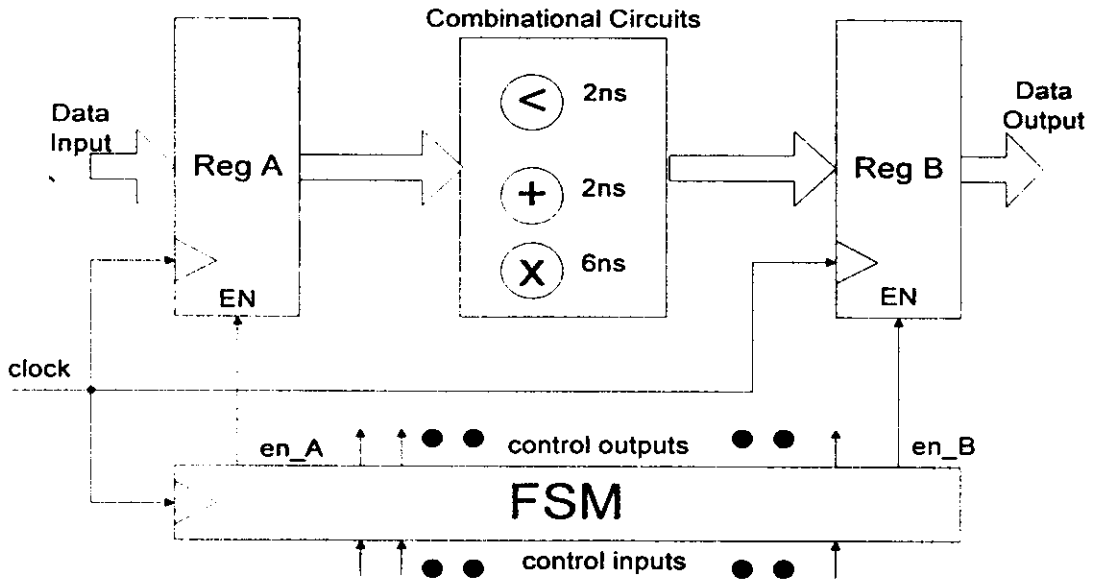 Combinational Circuits
Data
Input
Reg A
<
2ns
+
2ns
x
6ns
Reg B
Data
Output
EN
EN
clock
en_A
control outputs
en_B
FSM
control inputs